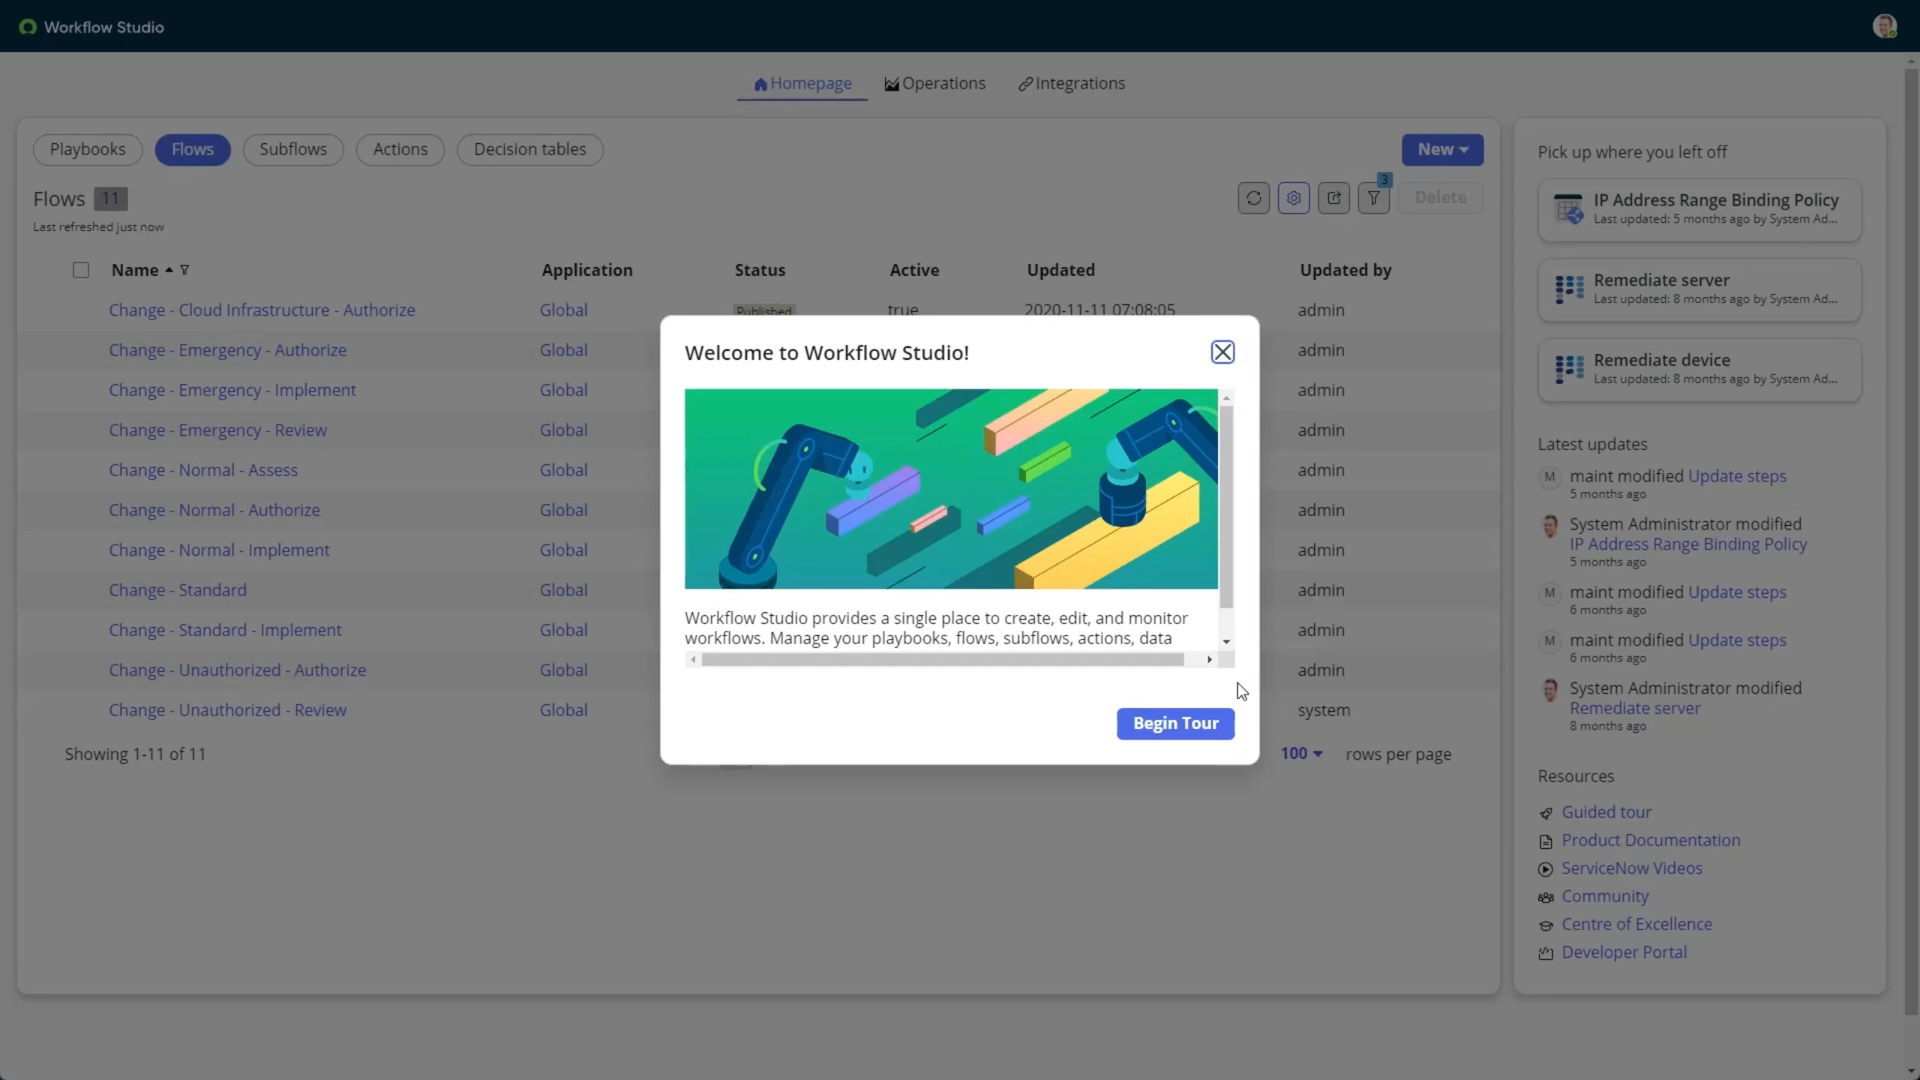 Workflow Studio
Homepage
Operations
Integrations
Playbooks
Flows
Subflows
Actions
Decision tables
New
Flows 11
Last refreshed just now
3
Delete
Name
Application
Status
Active
Updated
Updated by
Change - Cloud Infrastructure - Authorize
Global
Published
true
2020-11-11 07:08:05
admin
Change - Emergency - Authorize
Global
admin
Change - Emergency - Implement
Global
admin
Change - Emergency - Review
Global
admin
Change - Normal - Assess
Global
admin
Change - Normal - Authorize
Global
admin
Change - Normal - Implement
Global
admin
Change - Standard
Global
admin
Change - Standard - Implement
Global
admin
Change - Unauthorized - Authorize
Global
admin
Change - Unauthorized - Review
Global
system
Showing 1-11 of 11
100
rows per page
Welcome to Workflow Studio!
Workflow Studio provides a single place to create, edit, and monitor
workflows. Manage your playbooks, flows, subflows, actions, data
Begin Tour
Pick up where you left off
IP Address Range Binding Policy
Last updated: 5 months ago by System Ad...
Remediate server
Last updated: 8 months ago by System Ad...
Remediate device
Last updated: 8 months ago by System Ad...
Latest updates
M
maint modified Update steps
5 months ago
System Administrator modified
IP Address Range Binding Policy
5 months ago
M
maint modified Update steps
6 months ago
M
maint modified Update steps
6 months ago
System Administrator modified
Remediate server
8 months ago
Resources
Guided tour
Product Documentation
ServiceNow Videos
Community
Centre of Excellence
Developer Portal